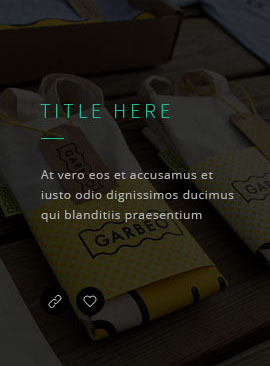 TITLE HERE
At vero eos et accusamus et
iusto odio dignissimos ducimus
qui blanditiis praesentium
GARBEO